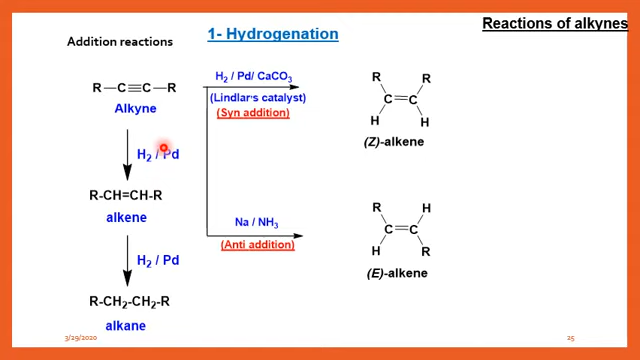 Reactions of alkynes
1- Hydrogenation
Addition reactions
R—C≡C—R
Alkyne
H₂ / Pd
R-CH=CH-R
alkene
H₂ / Pd
R-CH₂-CH₂-R
alkane
H₂ / Pd/ CaCO₃
(Lindlar's catalyst)
(Syn addition)
R R
C=C
H H
(Z)-alkene
Na / NH₃
(Anti addition)
R H
C=C
H R
(E)-alkene
3/29/2020
25